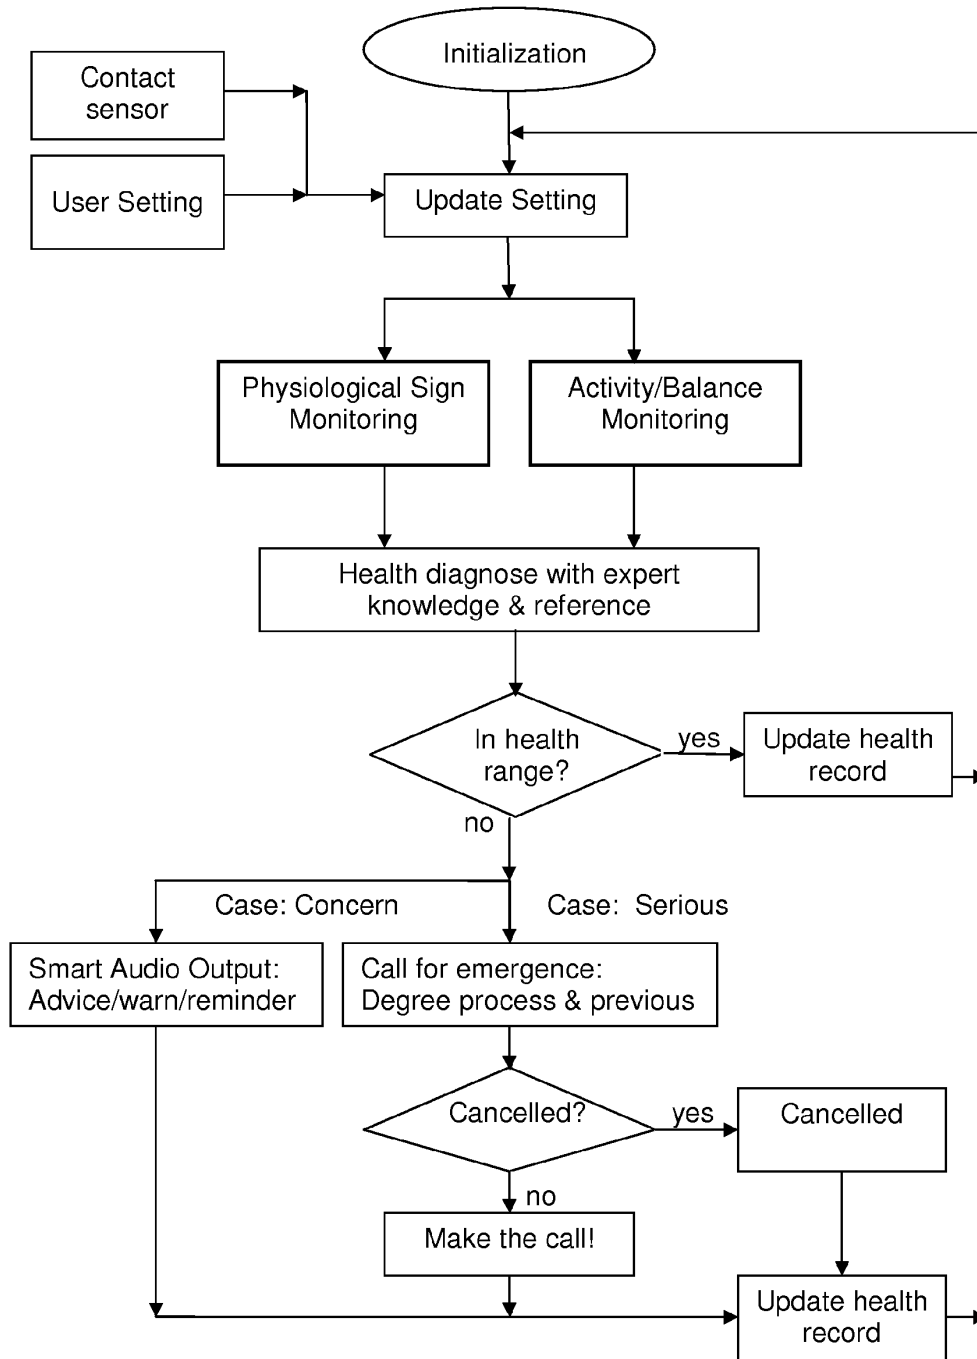 Initialization
Contact
sensor
User Setting
Update Setting
Physiological Sign
Monitoring
Activity/Balance
Monitoring
Health diagnose with expert
knowledge & reference
In health
range?
yes
Update health
record
no
Case: Concern
Case: Serious
Smart Audio Output:
Advice/warn/reminder
Call for emergence:
Degree process & previous
Cancelled?
yes
Cancelled
no
Make the call!
Update health
record